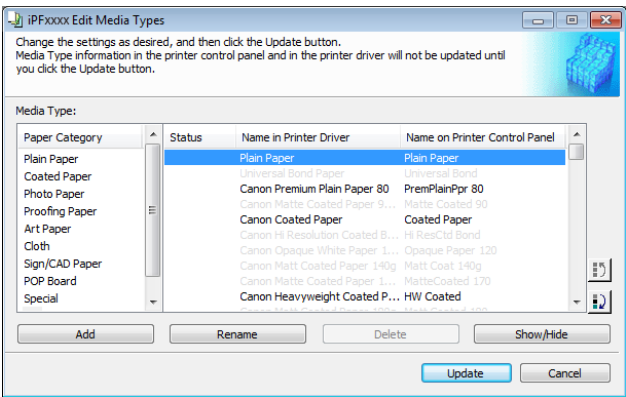 iPFxxxx Edit Media Types
Change the settings as desired, and then click the Update button.
Media Type information in the printer control panel and in the printer driver will not be updated until
you click the Update button.
Media Type:
Paper Category
Plain Paper
Coated Paper
Photo Paper
Proofing Paper
Art Paper
Cloth
Sign/CAD Paper
POP Board
Special
Status Name in Printer Driver Name on Printer Control Panel
Plain Paper Plain Paper
Universal Bond Paper Universal Bond
Canon Premium Plain Paper 80 PremPlainPpr 80
Canon Matte Coated Paper 9... Matte Coated 90
Canon Coated Paper Coated Paper
Canon Hi Resolution Coated B... Hi ResCtd Bond
Canon Opaque White Paper 1... Opaque Paper 120
Canon Matt Coated Paper 140g Matt Coat 140g
Canon Matte Coated Paper 1... MatteCoated 170
Canon Heavyweight Coated P... HW Coated
Add Rename Delete Show/Hide
Update Cancel